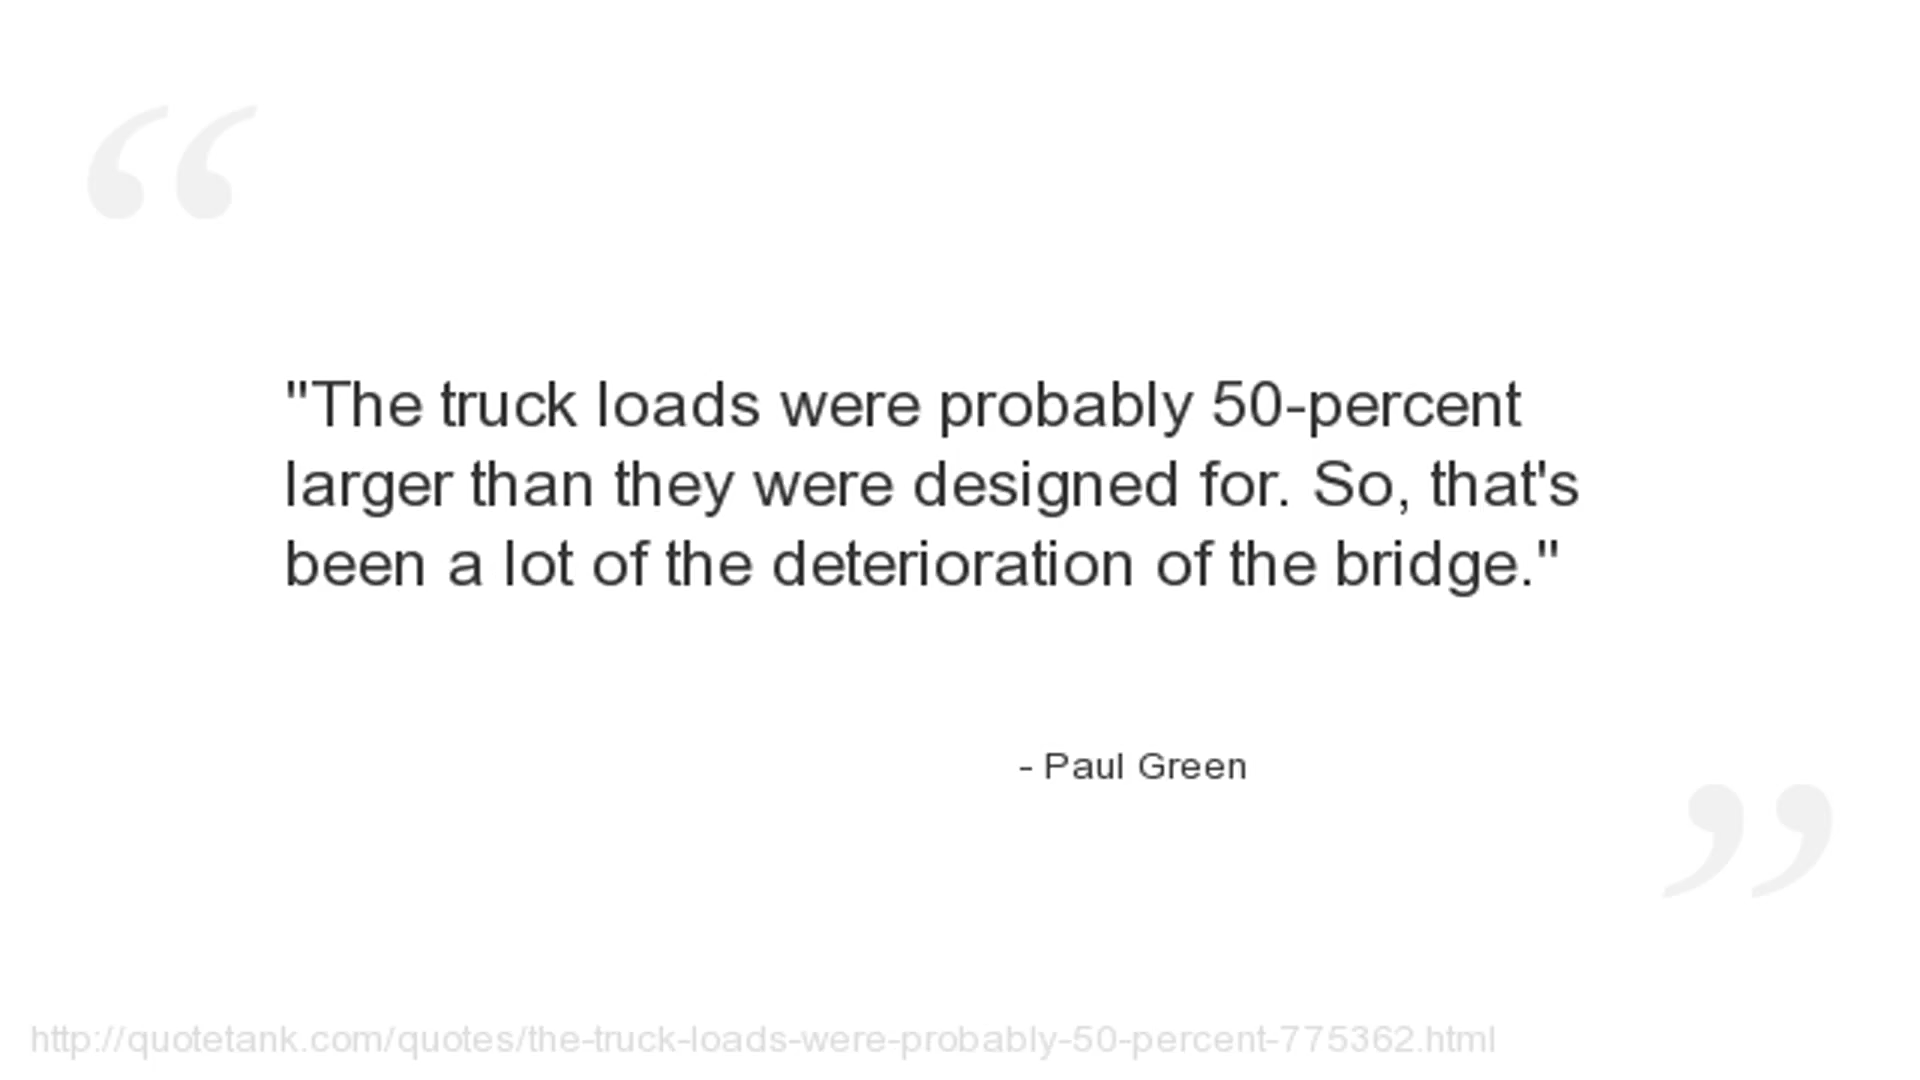 "The truck loads were probably 50-percent
larger than they were designed for. So, that's
been a lot of the deterioration of the bridge."
- Paul Green
http://quotetank.com/quotes/the-truck-loads-were-probably-50-percent-775362.html